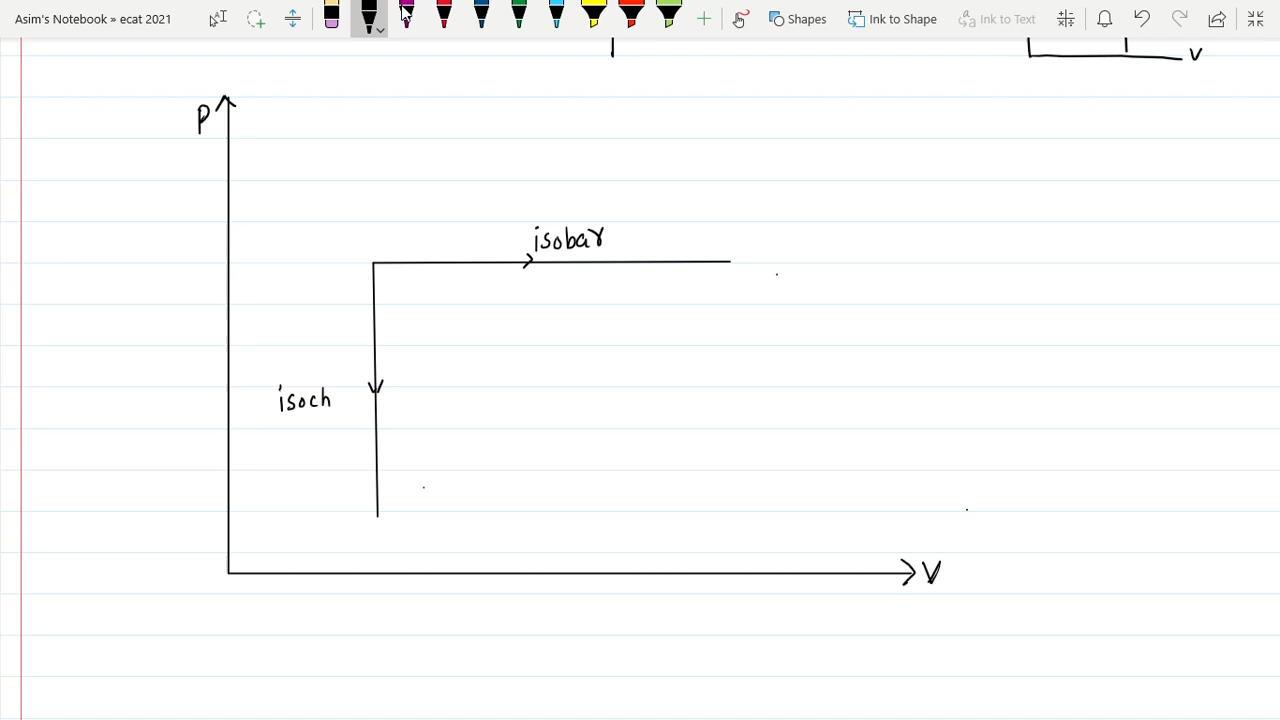 Asim's Notebook » ecat 2021
Shapes
Ink to Shape
Ink to Text
V
P
isobar
isoch
V